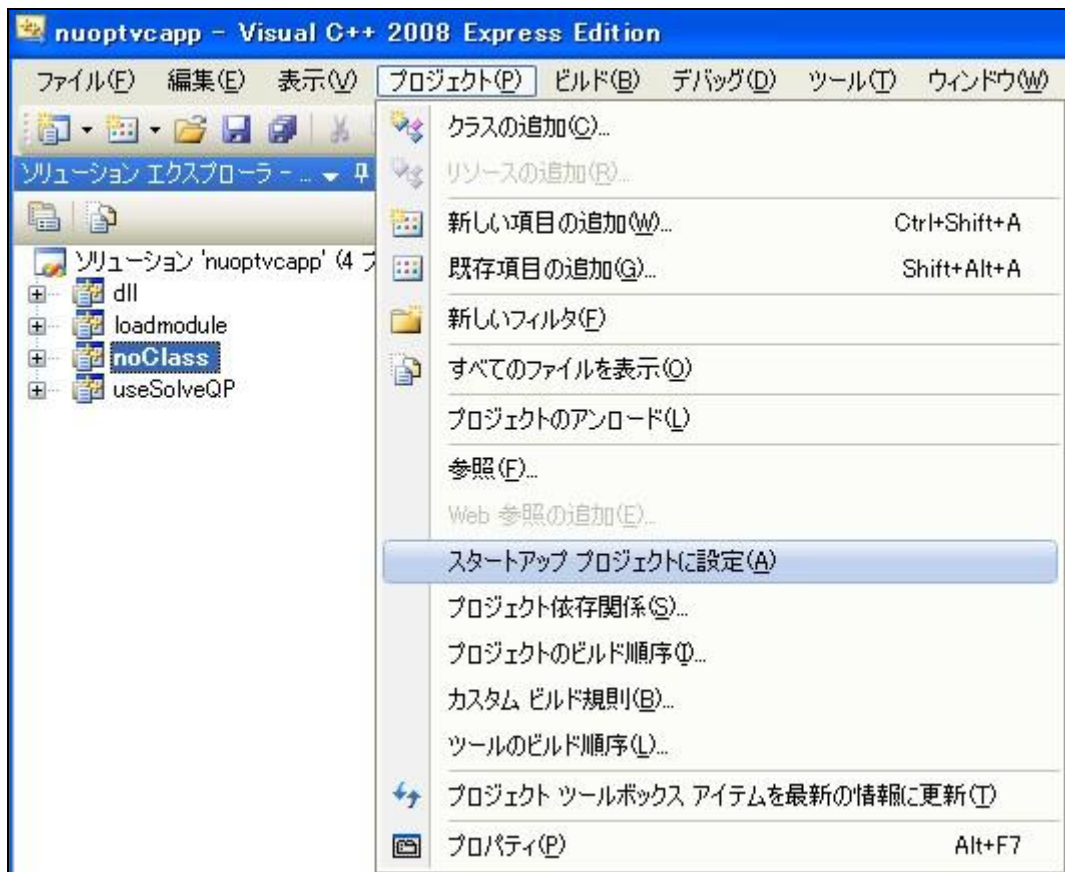 nuoptvcapp - Visual C++ 2008 Express Edition
ファイル(F) 編集(E) 表示(V) プロジェクト(P) ビルド(B) デバッグ(D) ツール(T) ウィンドウ(W)
ソリューション エクスプローラ - ...
ソリューション 'nuoptvcapp' (4 プ
dll
loadmodule
noClass
useSolveQP
クラスの追加(C)...
リソースの追加(R)...
新しい項目の追加(W)... Ctrl+Shift+A
既存項目の追加(G)... Shift+Alt+A
新しいフィルタ(F)
すべてのファイルを表示(O)
プロジェクトのアンロード(L)
参照(F)...
Web 参照の追加(E)...
スタートアップ プロジェクトに設定(A)
プロジェクト依存関係(S)...
プロジェクトのビルド順序(I)...
カスタム ビルド規則(B)...
ツールのビルド順序(L)...
プロジェクト ツールボックス アイテムを最新の情報に更新(T)
プロパティ(P) Alt+F7